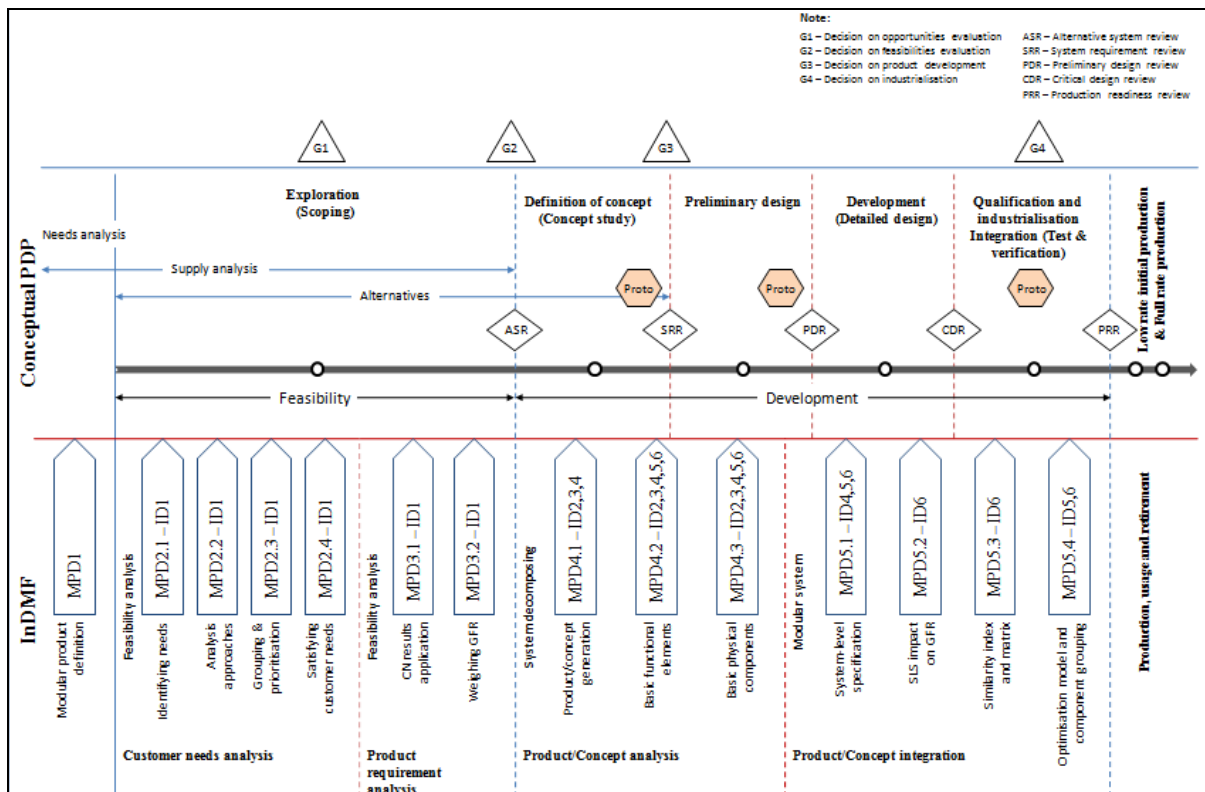 Note:
G1 – Decision on opportunities evaluation
G2 – Decision on feasibilities evaluation
G3 – Decision on product development
G4 – Decision on industrialisation
ASR – Alternative system review
SRR – System requirement review
PDR – Preliminary design review
CDR – Critical design review
PRR – Production readiness review
G1
G2
G3
G4
Conceptual PDP
Exploration
(Scoping)
Definition of concept
(Concept study)
Preliminary design
Development
(Detailed design)
Qualification and
industrialisation
Integration (Test &
verification)
Low rate initial production
& Full rate production
Needs analysis
Supply analysis
Alternatives
Proto
Proto
Proto
ASR
SRR
PDR
CDR
PRR
Feasibility
Development
InDMF
MPD1
Modular product
definition
Feasibility analysis
MPD2.1 – ID1
Identifying needs
MPD2.2 – ID1
Analysis
approaches
MPD2.3 – ID1
Grouping &
prioritisation
MPD2.4 – ID1
Satisfying
customer needs
Feasibility analysis
MPD3.1 – ID1
CN results
application
MPD3.2 – ID1
Weighing GFR
System decomposing
MPD4.1 – ID2,3,4
Product/concept
generation
MPD4.2 – ID2,3,4,5,6
Basic functional
elements
MPD4.3 – ID2,3,4,5,6
Basic physical
components
Modular system
MPD5.1 – ID4,5,6
System-level
specification
MPD5.2 – ID6
SLS impact
on GFR
MPD5.3 – ID6
Similarity index
and matrix
MPD5.4 – ID5,6
Optimisation model and
component grouping
Production, usage and retirement
Customer needs analysis
Product
requirement
analysis
Product/Concept analysis
Product/Concept integration